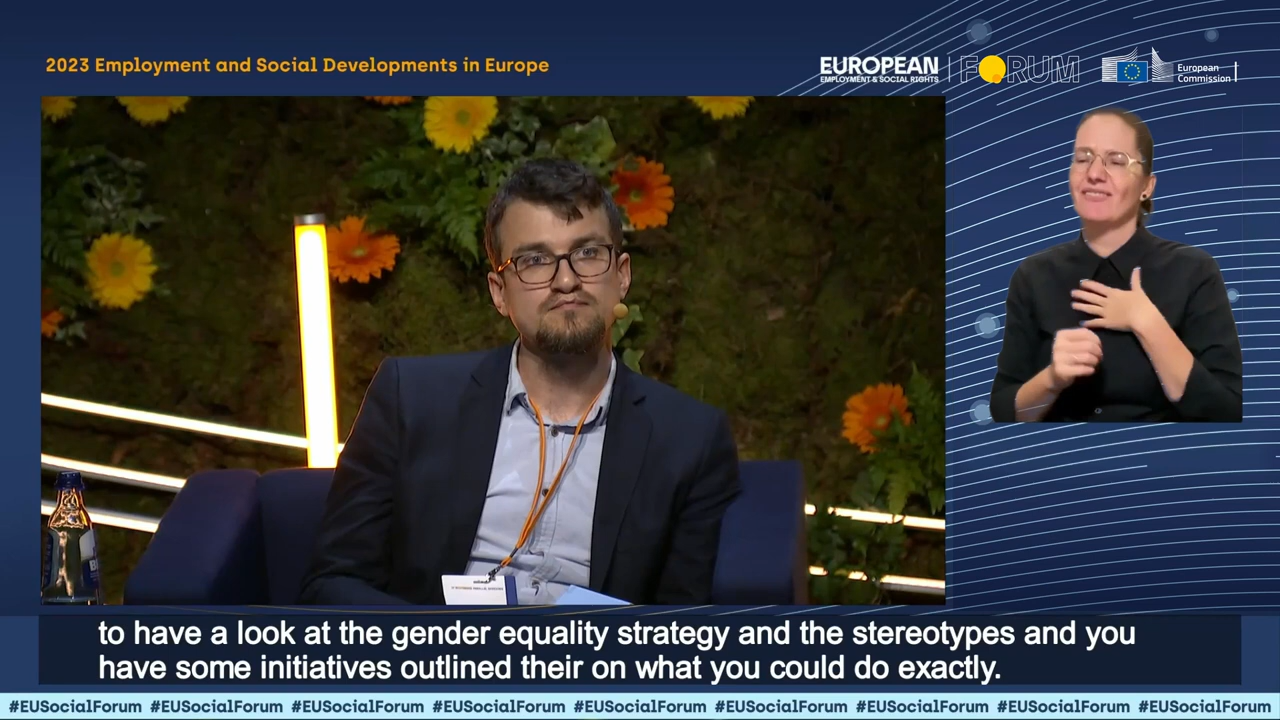 2023 Employment and Social Developments in Europe
EUROPEAN
EMPLOYMENT & SOCIAL RIGHTS
FORUM
European
Commission
to have a look at the gender equality strategy and the stereotypes and you
have some initiatives outlined their on what you could do exactly.
#EUSocialForum #EUSocialForum #EUSocialForum #EUSocialForum #EUSocialForum #EUSocialForum #EUSocialForum #EUSocialForum #EUSocialForum